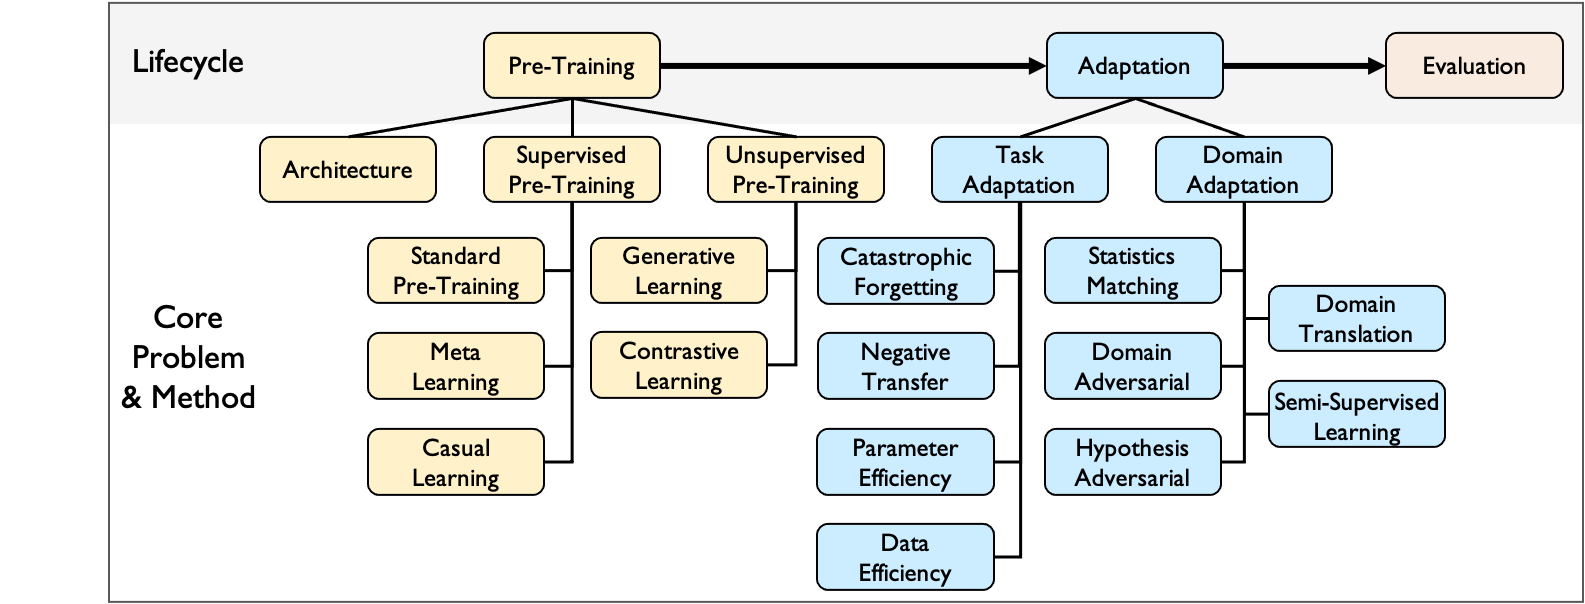 Lifecycle
Pre-Training
Adaptation
Evaluation
Architecture
Supervised
Pre-Training
Unsupervised
Pre-Training
Task
Adaptation
Domain
Adaptation
Core
Problem
& Method
Standard
Pre-Training
Meta
Learning
Casual
Learning
Generative
Learning
Contrastive
Learning
Catastrophic
Forgetting
Negative
Transfer
Parameter
Efficiency
Data
Efficiency
Statistics
Matching
Domain
Adversarial
Hypothesis
Adversarial
Domain
Translation
Semi-Supervised
Learning